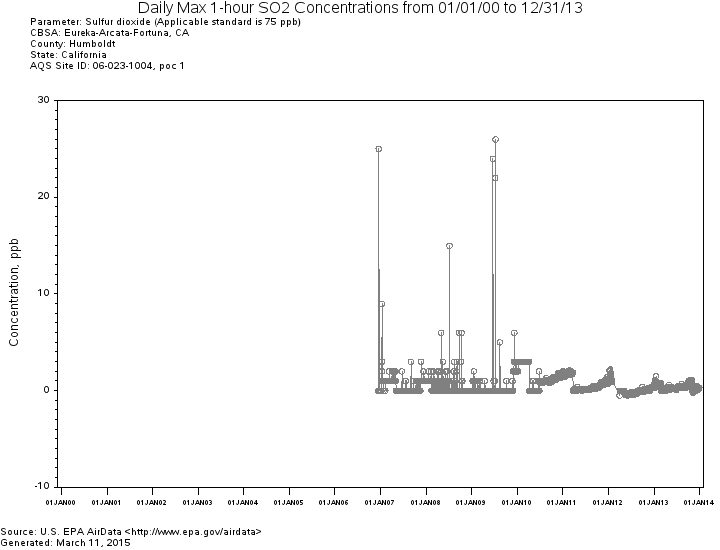 Daily Max 1-hour SO2 Concentrations from 01/01/00 to 12/31/13
Parameter: Sulfur dioxide (Applicable standard is 75 ppb)
CBSA: Eureka-Arcata-Fortuna, CA
County: Humboldt
State: California
AQS Site ID: 06-023-1004, poc 1
30
20
10
0
-10
Concentration, ppb
01JAN00 01JAN01 01JAN02 01JAN03 01JAN04 01JAN05 01JAN06 01JAN07 01JAN08 01JAN09 01JAN10 01JAN11 01JAN12 01JAN13 01JAN14
Source: U.S. EPA AirData <http://www.epa.gov/airdata>
Generated: March 11, 2015